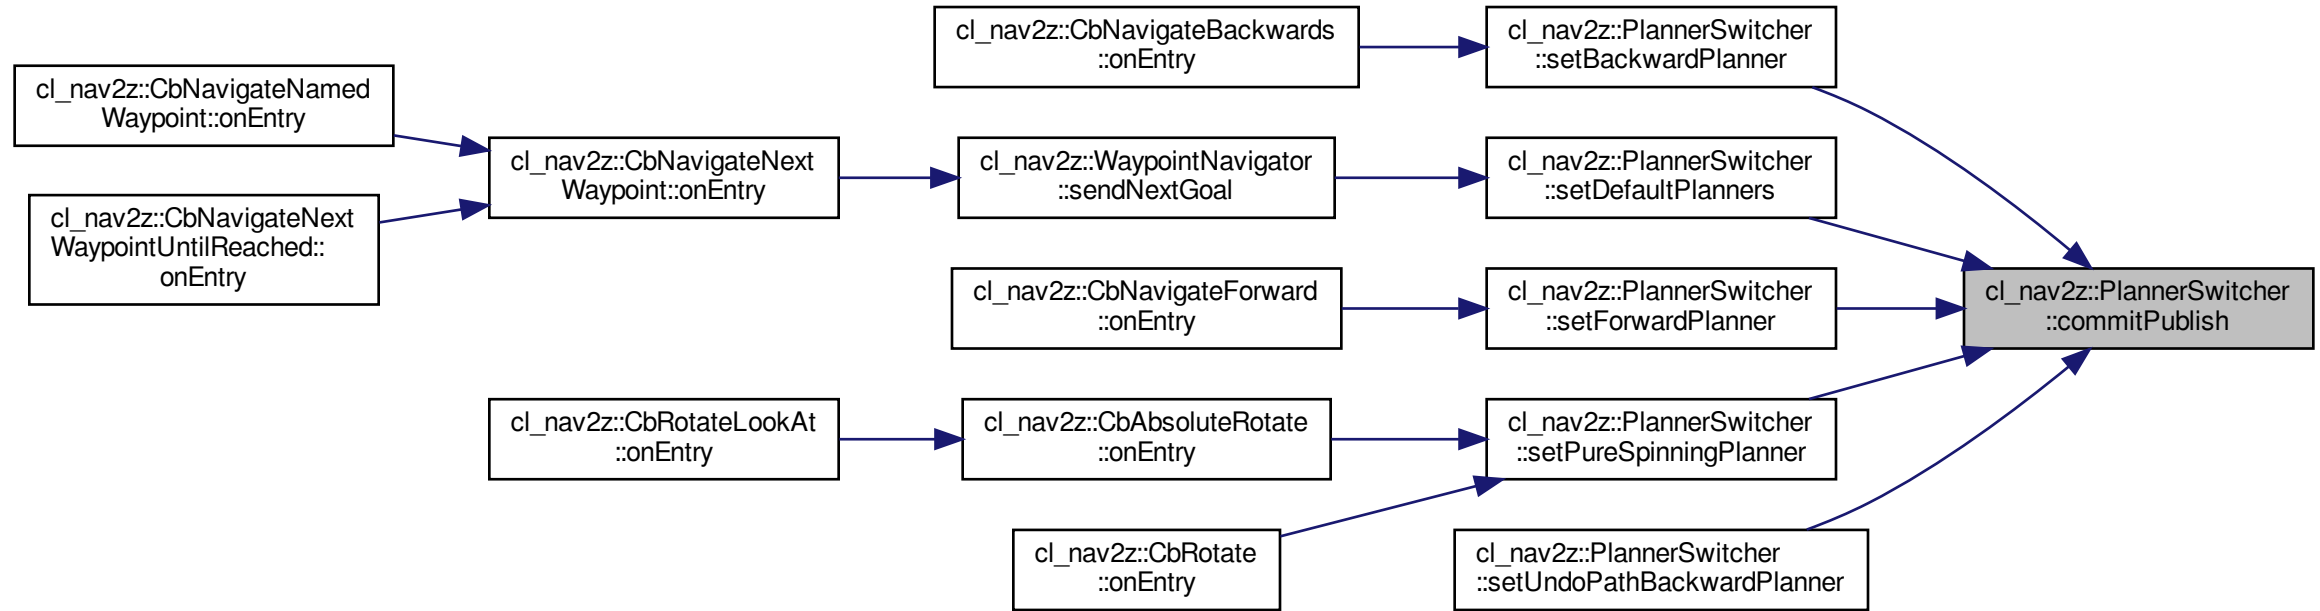 cl_nav2z::CbNavigateNamed
Waypoint::onEntry
cl_nav2z::CbNavigateNext
WaypointUntilReached::
onEntry
cl_nav2z::CbNavigateNext
Waypoint::onEntry
cl_nav2z::CbRotateLookAt
::onEntry
cl_nav2z::CbNavigateBackwards
::onEntry
cl_nav2z::WaypointNavigator
::sendNextGoal
cl_nav2z::CbNavigateForward
::onEntry
cl_nav2z::CbAbsoluteRotate
::onEntry
cl_nav2z::CbRotate
::onEntry
cl_nav2z::PlannerSwitcher
::setBackwardPlanner
cl_nav2z::PlannerSwitcher
::setDefaultPlanners
cl_nav2z::PlannerSwitcher
::setForwardPlanner
cl_nav2z::PlannerSwitcher
::setPureSpinningPlanner
cl_nav2z::PlannerSwitcher
::setUndoPathBackwardPlanner
cl_nav2z::PlannerSwitcher
::commitPublish